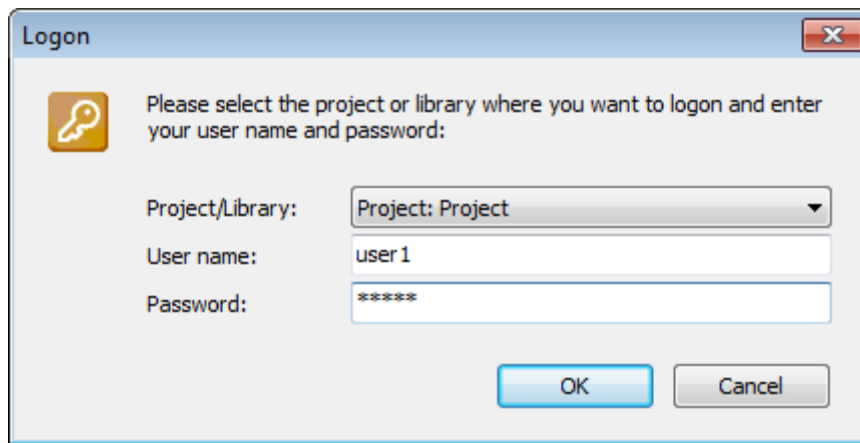 Logon
Please select the project or library where you want to logon and enter
your user name and password:
Project/Library: Project: Project
User name: user1
Password: *****
OK Cancel